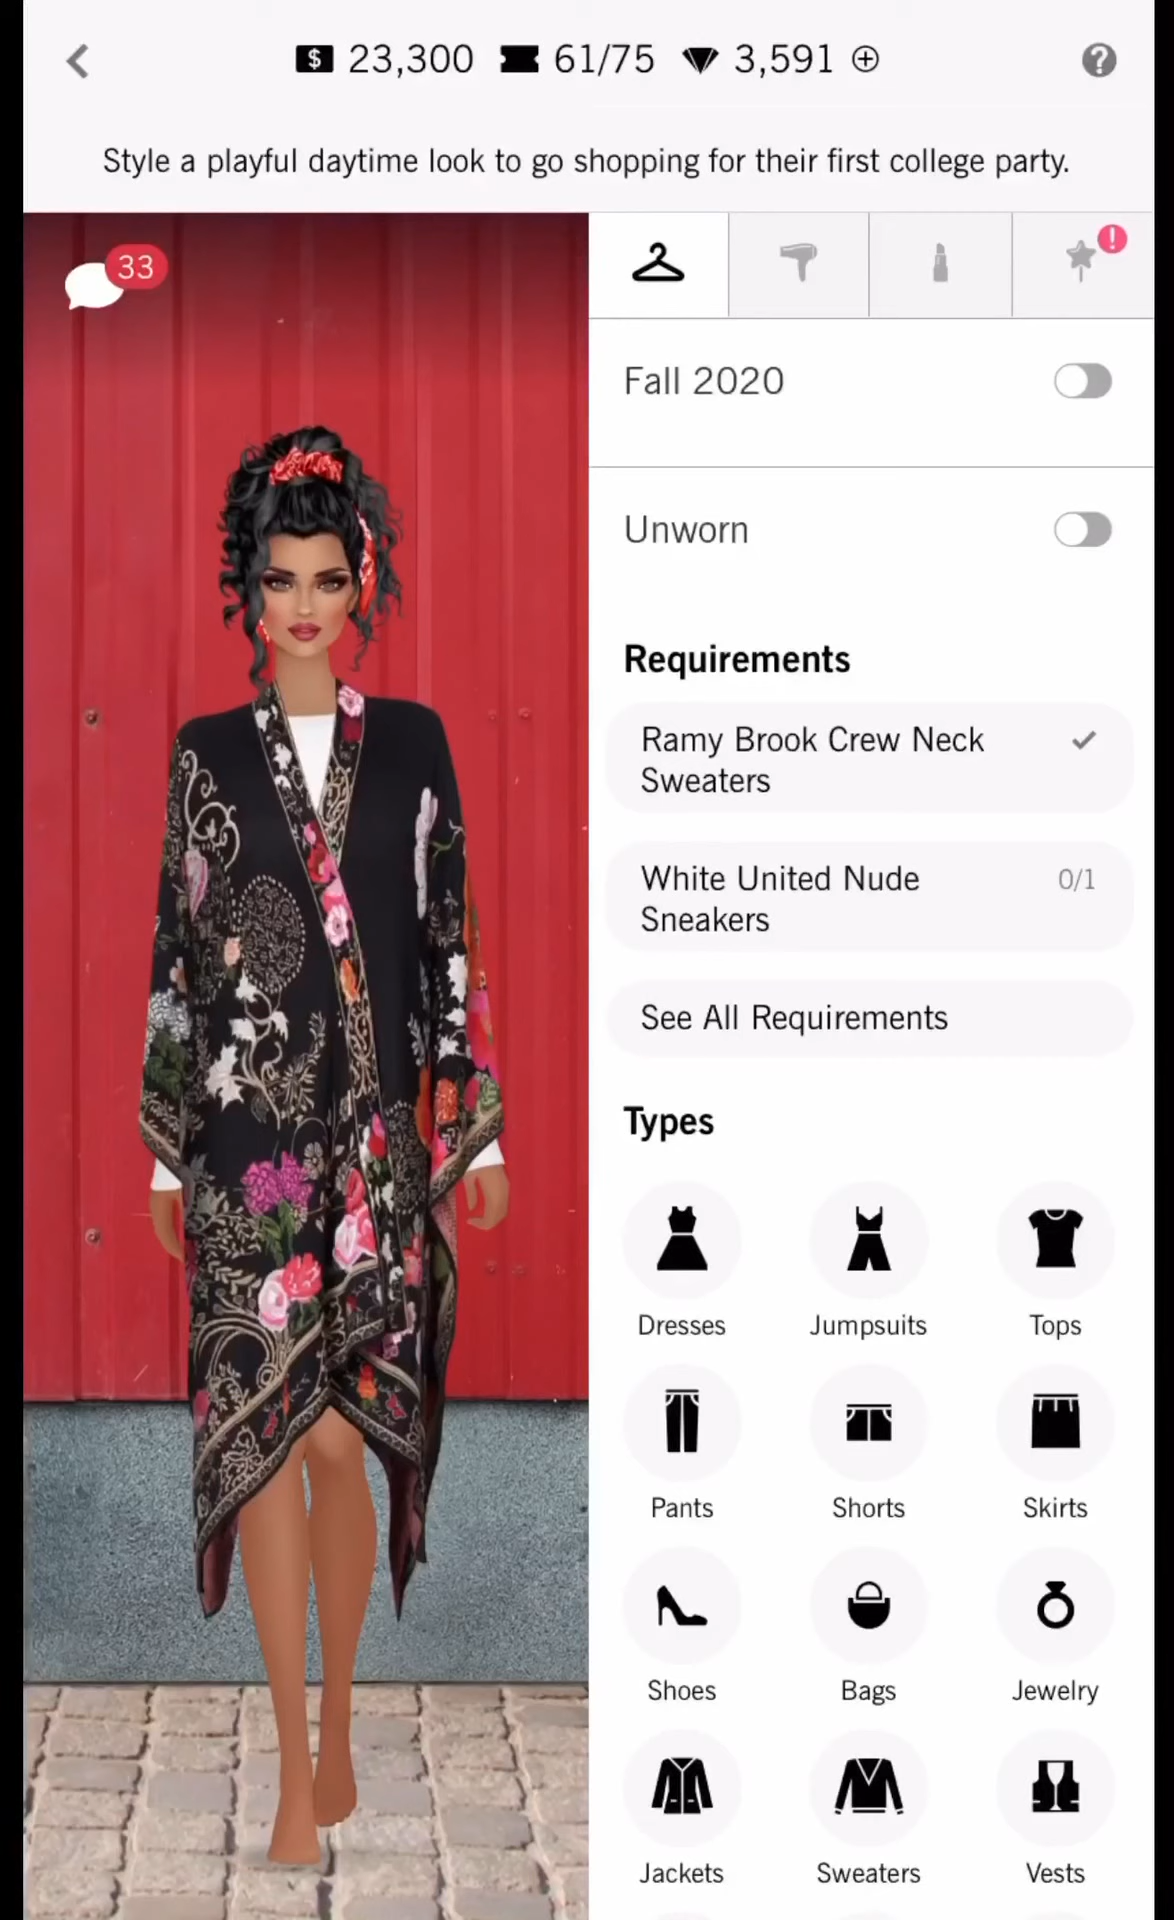 $ 23,300 61/75 3,591
Style a playful daytime look to go shopping for their first college party.
33
!
Fall 2020
Unworn
Requirements
Ramy Brook Crew Neck
Sweaters
White United Nude 0/1
Sneakers
See All Requirements
Types
Dresses Jumpsuits Tops
Pants Shorts Skirts
Shoes Bags Jewelry
Jackets Sweaters Vests